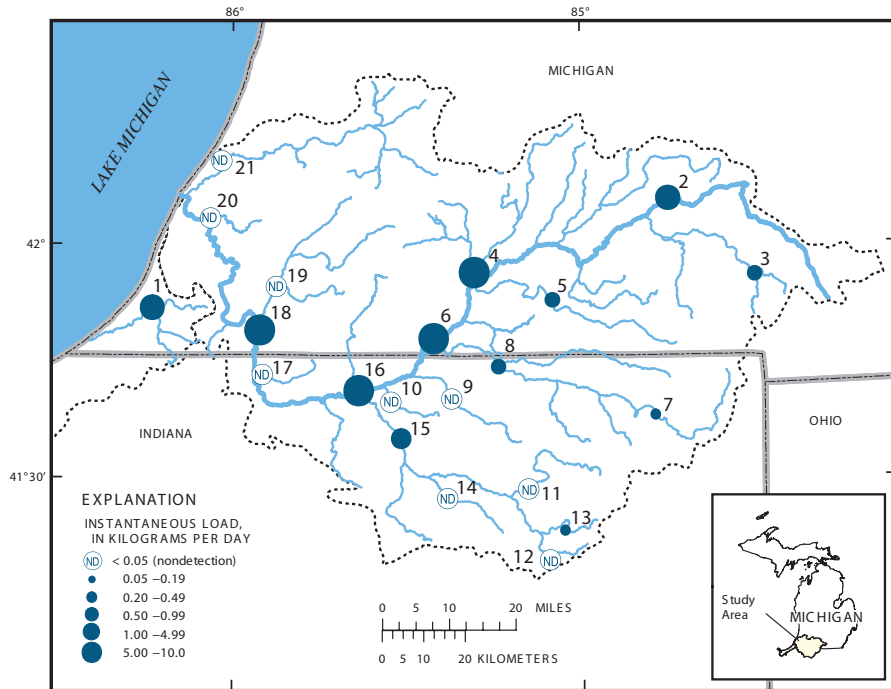 86°
85°
MICHIGAN
LAKE MICHIGAN
ND
21
2
ND
20
42°
4
3
19
ND
5
1
18
6
8
16
ND
17
10
9
ND
ND
7
15
INDIANA
OHIO
41°30′
14
ND
ND
11
13
12
ND
EXPLANATION
INSTANTANEOUS LOAD,
IN KILOGRAMS PER DAY
ND < 0.05 (nondetection)
0.05 –0.19
0.20 –0.49
0.50 –0.99
1.00 –4.99
5.00 –10.0
0 5 10 20 MILES
0 5 10 20 KILOMETERS
Study
Area
MICHIGAN